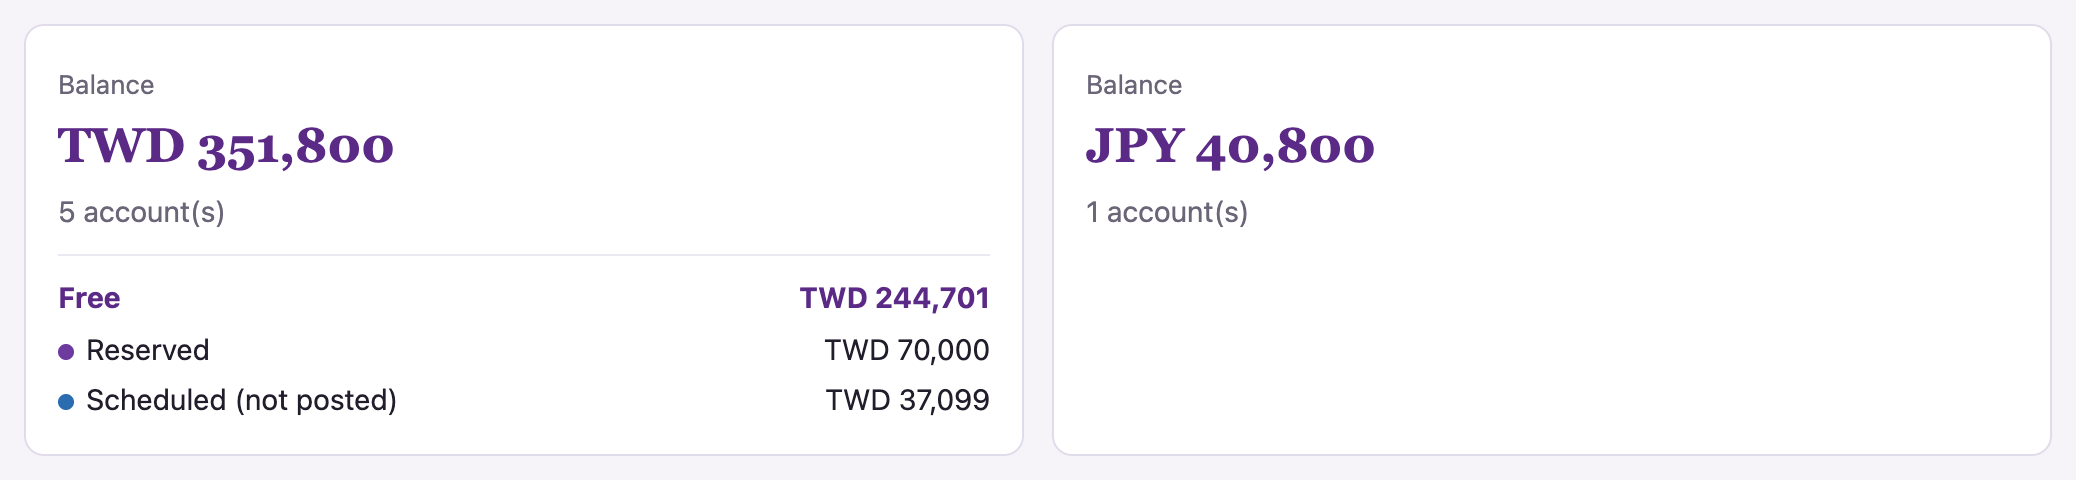 Balance
TWD 351,800
5 account(s)
Free TWD 244,701
Reserved TWD 70,000
Scheduled (not posted) TWD 37,099
Balance
JPY 40,800
1 account(s)